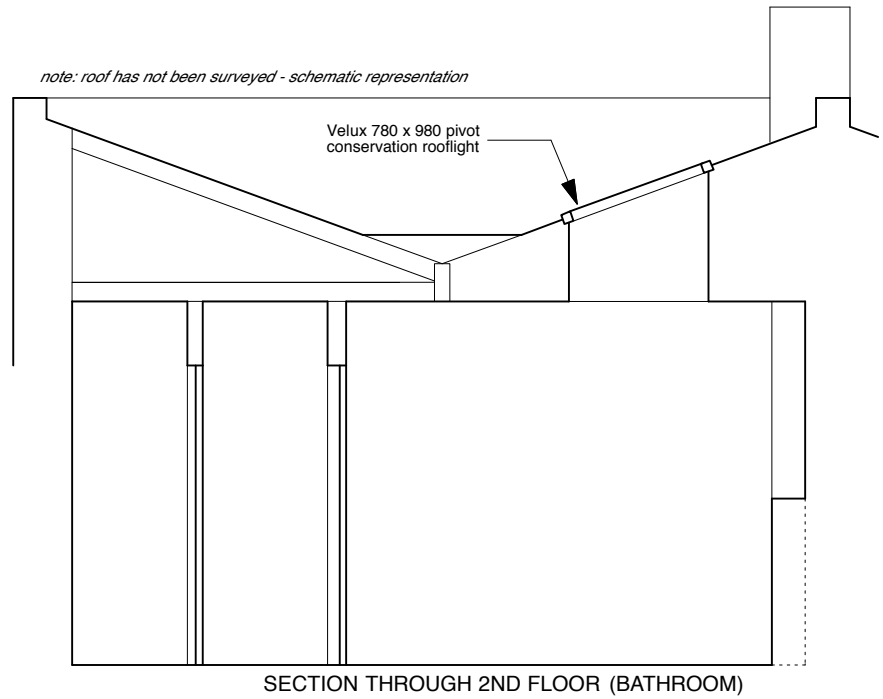 note: roof has not been surveyed - schematic representation
Velux 780 x 980 pivot
conservation rooflight
SECTION THROUGH 2ND FLOOR (BATHROOM)